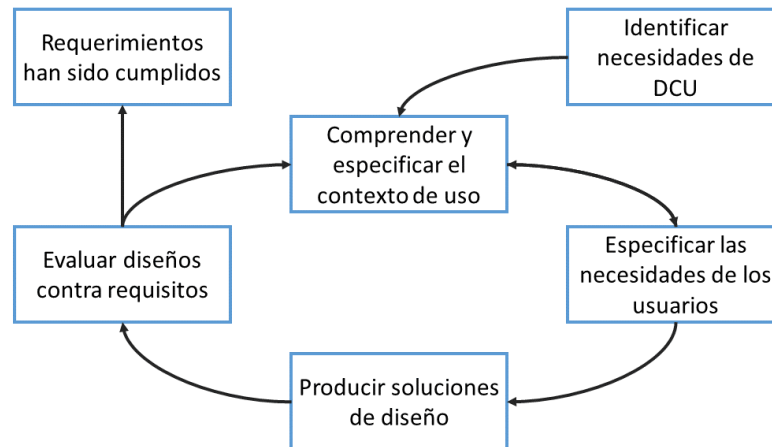 Requerimientos
han sido cumplidos
Identificar
necesidades de
DCU
Comprender y
especificar el
contexto de uso
Evaluar diseños
contra requisitos
Especificar las
necesidades de los
usuarios
Producir soluciones
de diseño